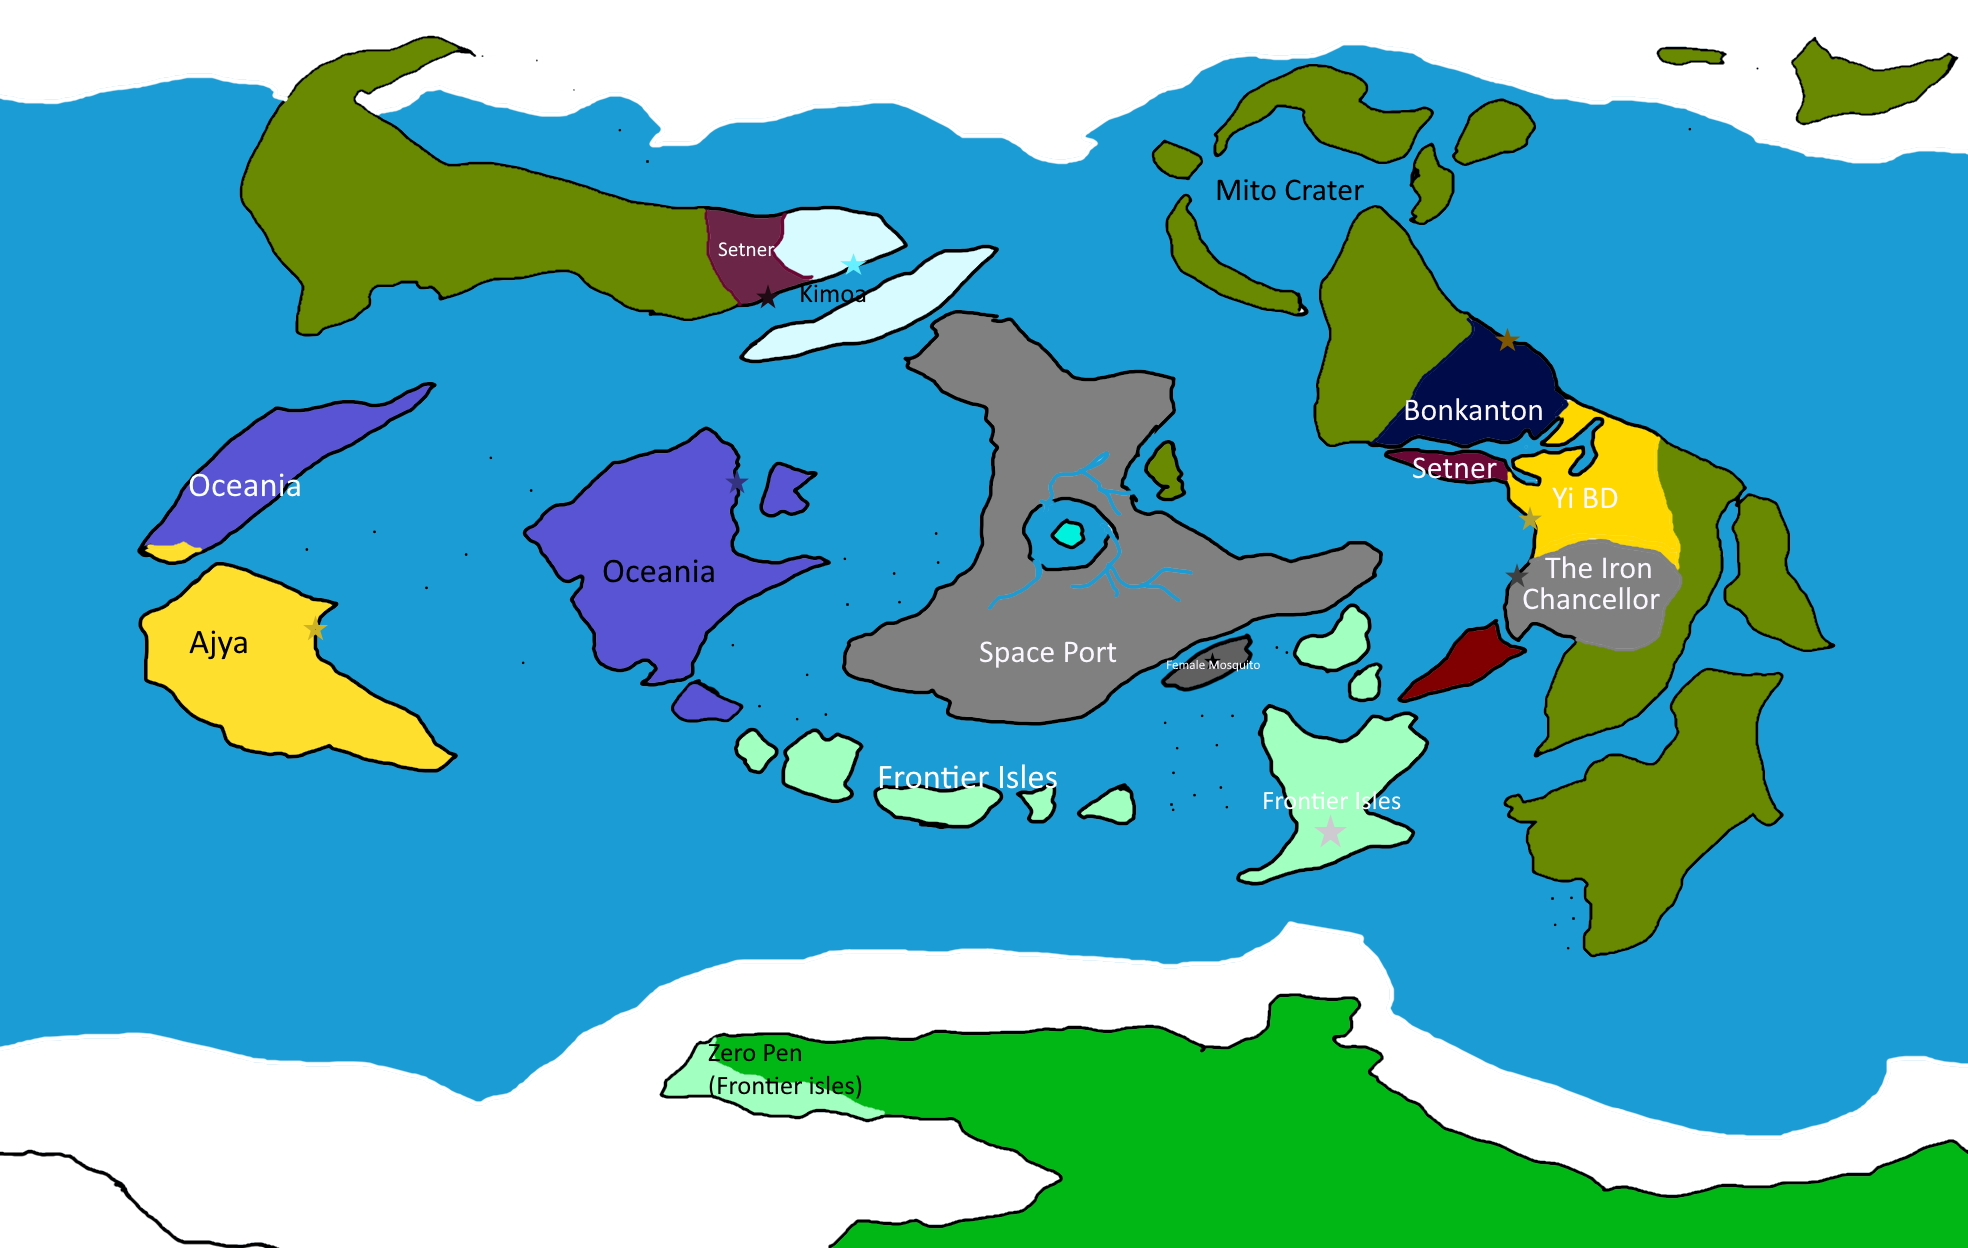 Mito Crater
Setner
Kimoa
Bonkanton
Setner
Oceania
Yi BD
Oceania
The Iron
Chancellor
Ajya
Space Port
Female Mosquito
Frontier Isles
Frontier Isles
Zero Pen
(Frontier isles)